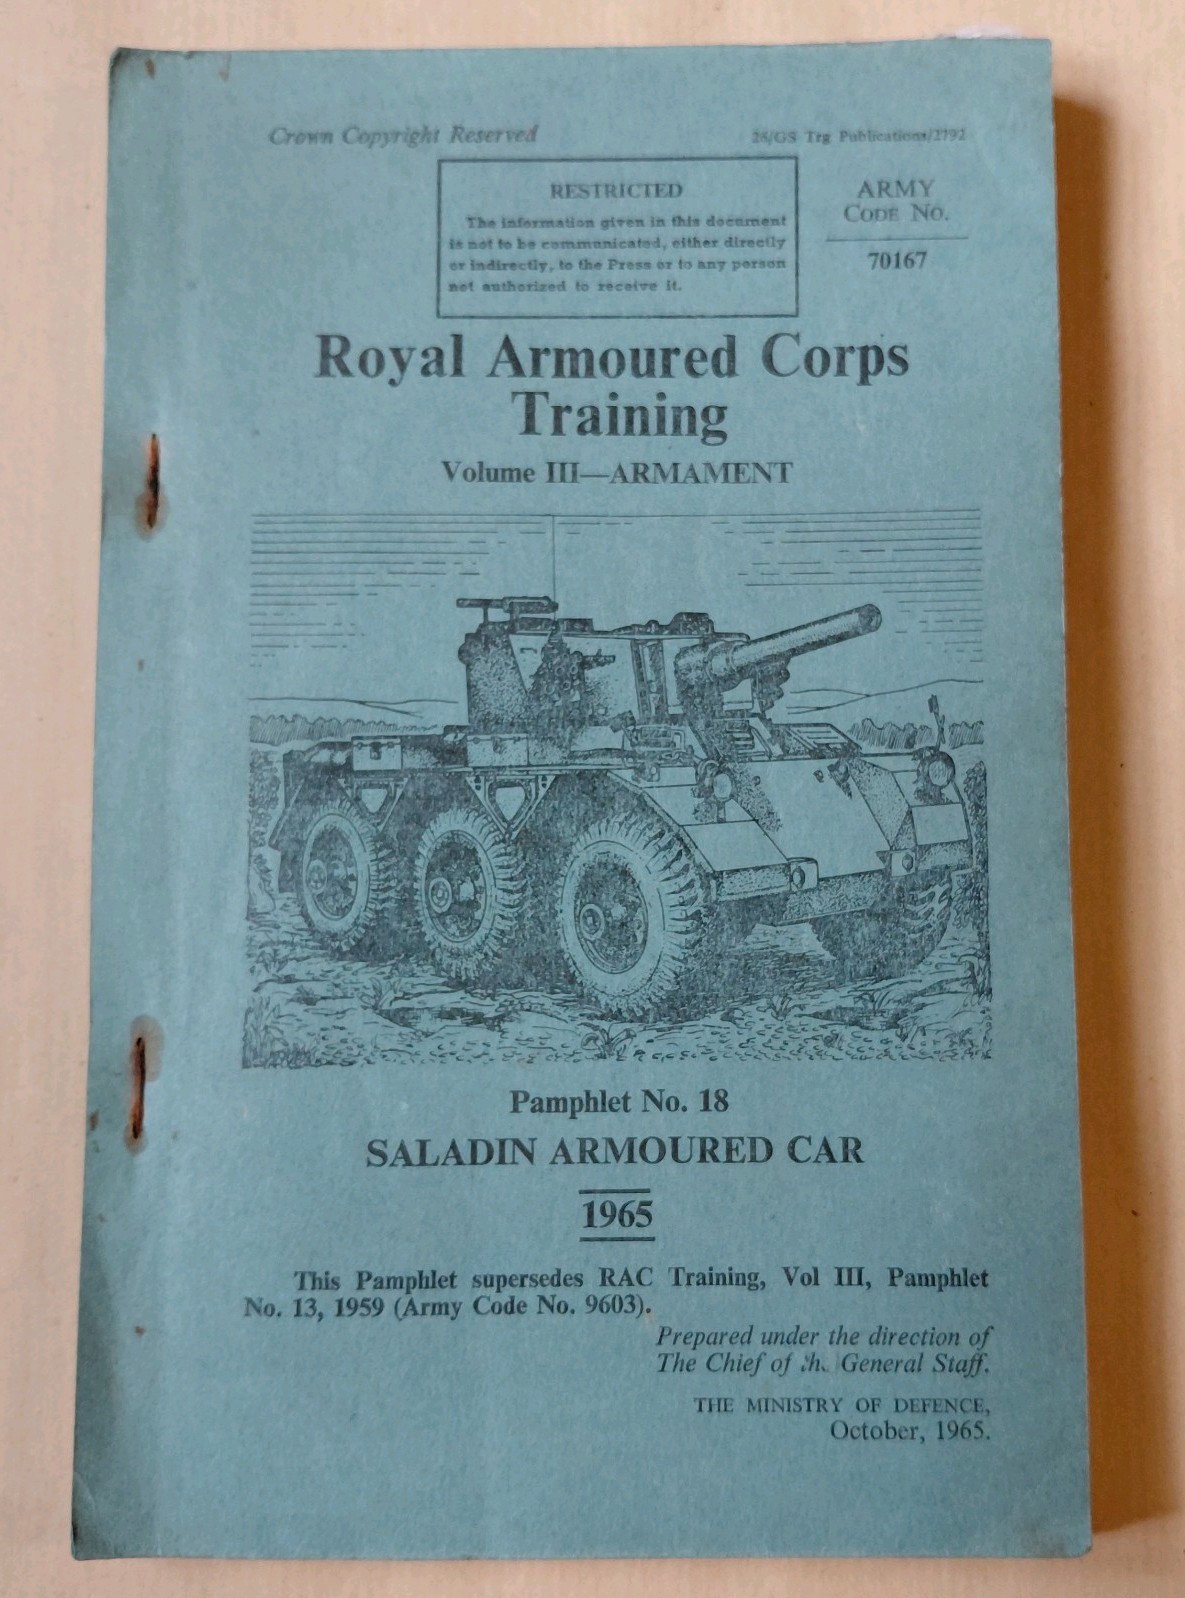 Crown Copyright Reserved
26/GS Trg Publications/2792
RESTRICTED
The information given in this document
is not to be communicated, either directly
or indirectly, to the Press or to any person
not authorized to receive it.
ARMY
CODE NO.
70167
Royal Armoured Corps
Training
Volume III—ARMAMENT
Pamphlet No. 18
SALADIN ARMOURED CAR
1965
This Pamphlet supersedes RAC Training, Vol III, Pamphlet
No. 13, 1959 (Army Code No. 9603).
Prepared under the direction of
The Chief of the General Staff.
THE MINISTRY OF DEFENCE,
October, 1965.